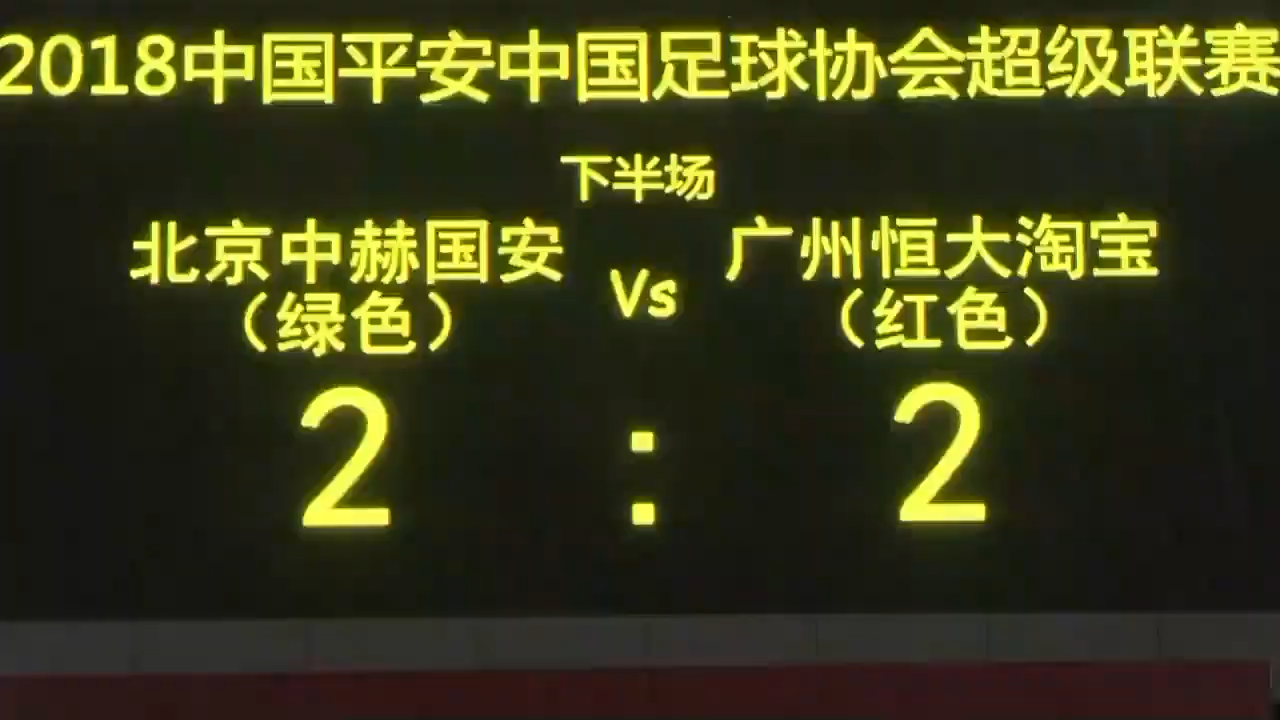 2018中国平安中国足球协会超级联赛
下半场
北京中赫国安 Vs 广州恒大淘宝
（绿色） （红色）
2 : 2